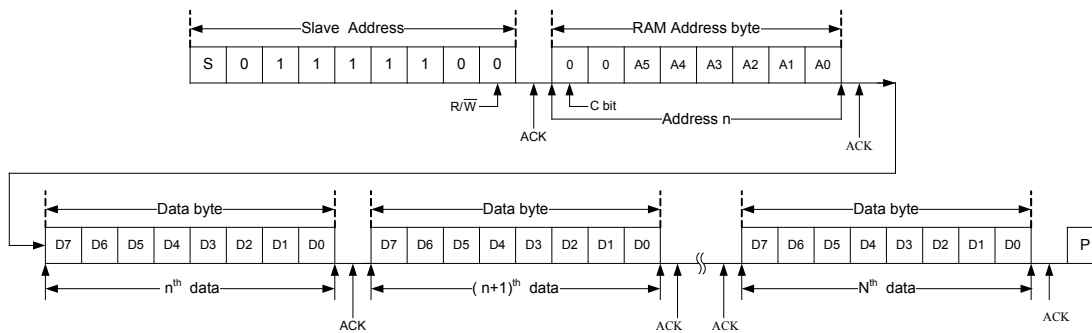 Slave Address RAM Address byte
S 0 1 1 1 1 1 0 0 0 0 A5 A4 A3 A2 A1 A0
R/W̅ C bit
Address n
ACK ACK
Data byte Data byte Data byte
D7 D6 D5 D4 D3 D2 D1 D0 D7 D6 D5 D4 D3 D2 D1 D0 D7 D6 D5 D4 D3 D2 D1 D0 P
nth data ( n+1)th data Nth data
ACK ACK ACK ACK